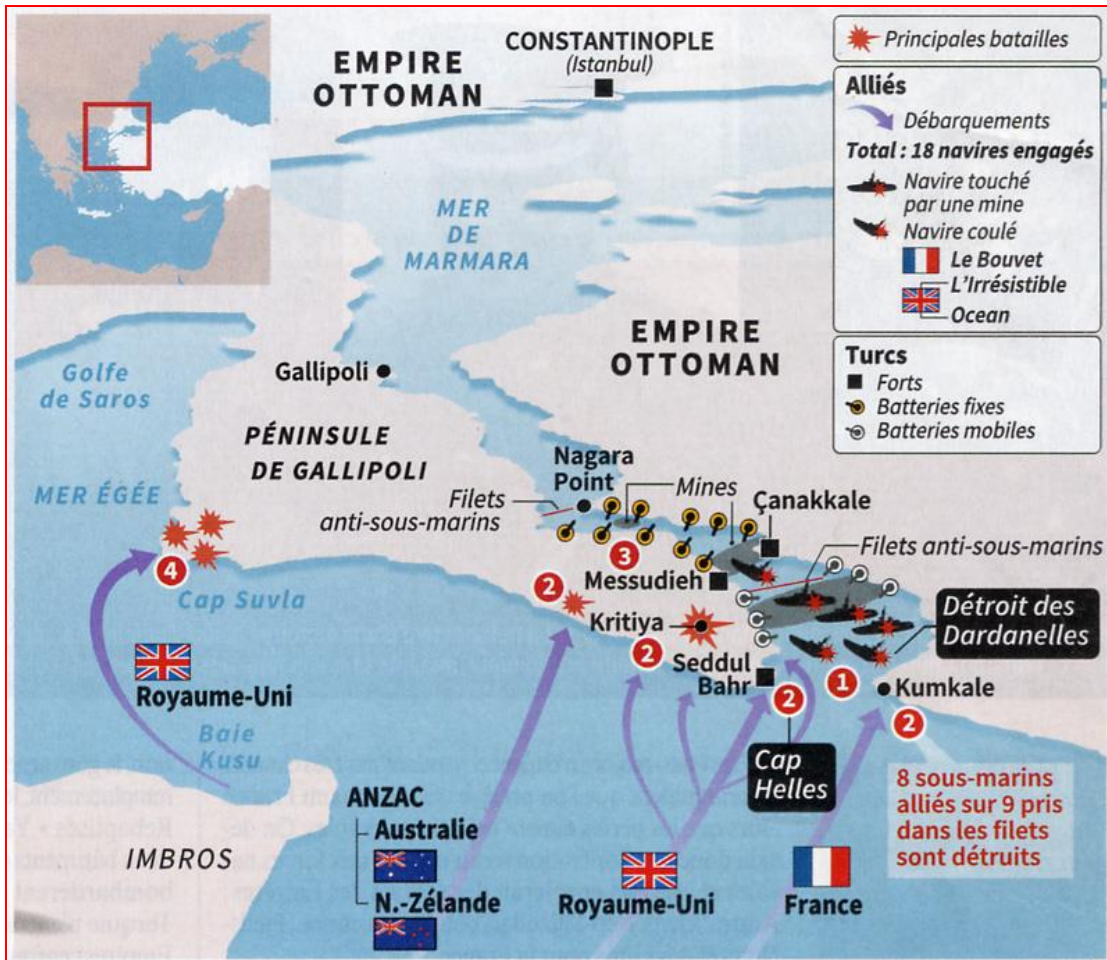 EMPIRE
OTTOMAN
CONSTANTINOPLE
(Istanbul)
Principales batailles
Alliés
Débarquements
Total : 18 navires engagés
Navire touché
par une mine
Navire coulé
Le Bouvet
L'Irrésistible
Ocean
Turcs
Forts
Batteries fixes
Batteries mobiles
MER
DE
MARMARA
EMPIRE
OTTOMAN
Golfe
de Saros
Gallipoli
PÉNINSULE
DE GALLIPOLI
MER ÉGÉE
Nagara
Point
Filets
anti-sous-marins
Mines
Çanakkale
Filets anti-sous-marins
3
4
Messudieh
2
Cap Suvla
Kritiya
Détroit des
Dardanelles
2
Seddul
Bahr
1
2
Kumkale
2
Royaume-Uni
Baie
Kusu
Cap
Helles
8 sous-marins
alliés sur 9 pris
dans les filets
sont détruits
ANZAC
Australie
N.-Zélande
IMBROS
Royaume-Uni
France